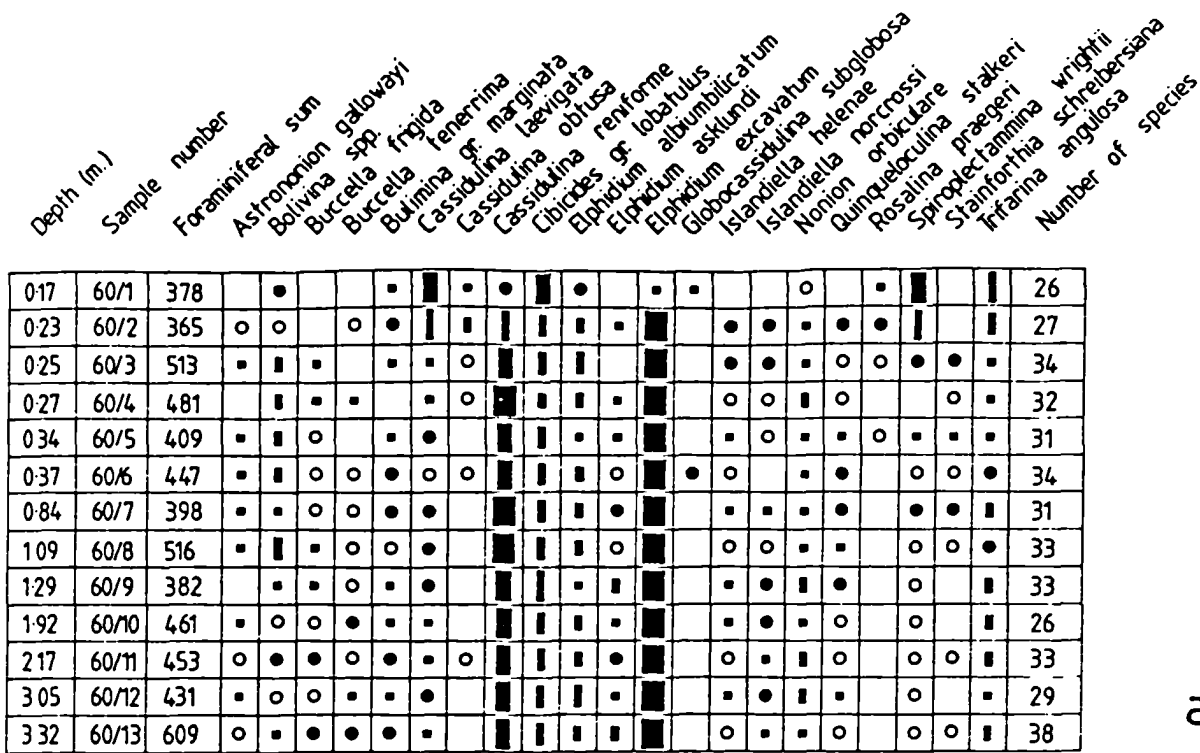 Depth (m.)
Sample number
Foraminiferal sum
Astrononion gallowayi
Bolivina spp.
Buccella frigida
Buccella tenerrima
Bulimina gr. marginata
Cassidulina laevigata
Cassidulina obtusa
Cassidulina reniforme
Cibicides gr. lobatulus
Elphidium albiumbilicatum
Elphidium asklundi
Elphidium excavatum
Globocassidulina subglobosa
Islandiella helenae
Islandiella norcrossi
Nonion orbiculare
Quinqueloculina stalkeri
Rosalina praegeri
Spiroplectammina wrightii
Stainforthia schreibersiana
Trifarina angulosa
Number of species
0·17 60/1 378 26
0·23 60/2 365 27
0·25 60/3 513 34
0·27 60/4 481 32
0 34 60/5 409 31
0·37 60/6 447 34
0·84 60/7 398 31
1 09 60/8 516 33
1·29 60/9 382 33
1·92 60/10 461 26
2 17 60/11 453 33
3 05 60/12 431 29
3 32 60/13 609 38